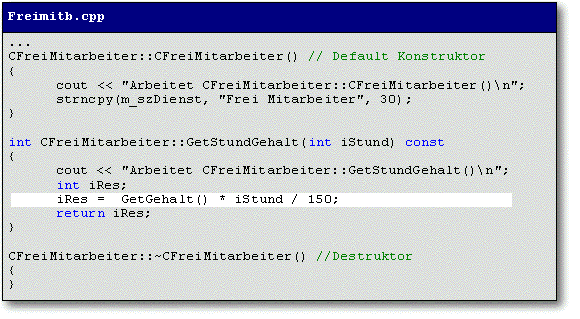 Freimitb.cpp
...
CFreiMitarbeiter::CFreiMitarbeiter() // Default Konstruktor
{
cout << "Arbeitet CFreiMitarbeiter::CFreiMitarbeiter()\n";
strncpy(m_szDienst, "Frei Mitarbeiter", 30);
}
int CFreiMitarbeiter::GetStundGehalt(int iStund) const
{
cout << "Arbeitet CFreiMitarbeiter::GetStundGehalt()\n";
int iRes;
iRes =  GetGehalt() * iStund / 150;
return iRes;
}
CFreiMitarbeiter::~CFreiMitarbeiter() //Destruktor
{
}